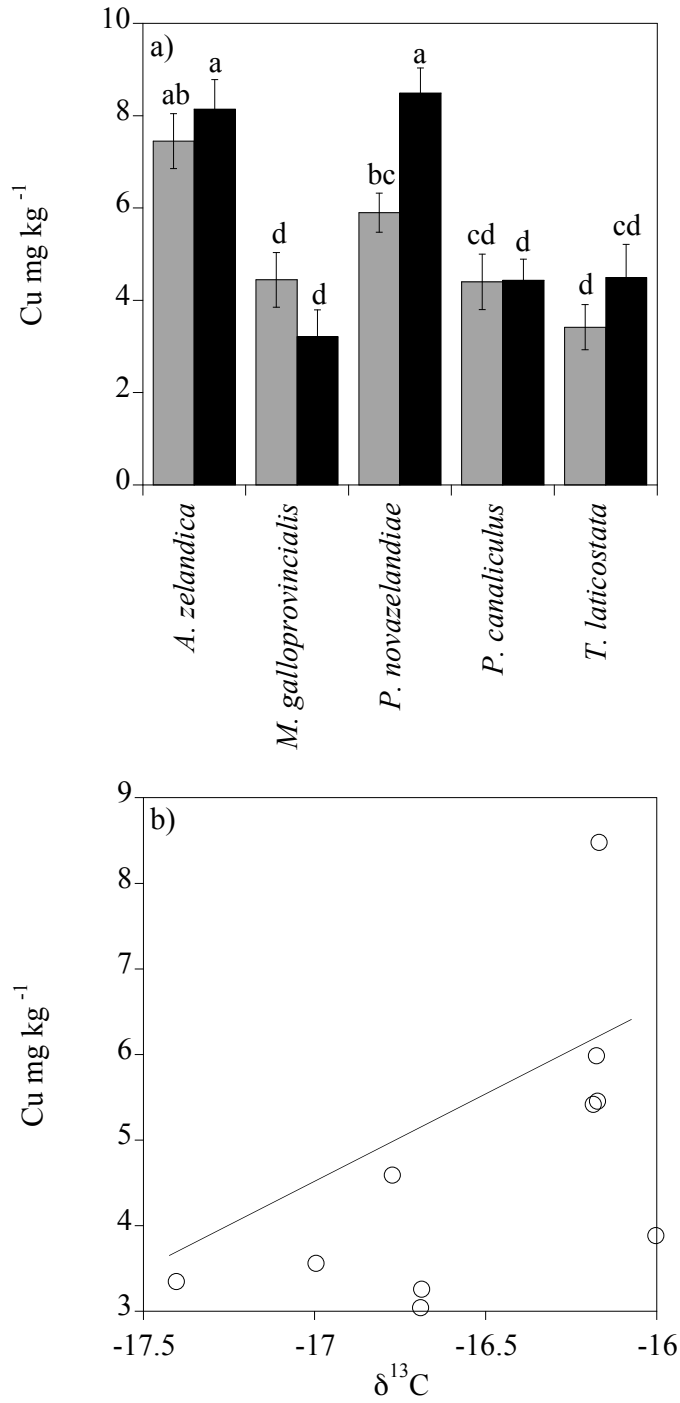 a)
10
8
6
4
2
0
Cu mg kg⁻¹
ab
a
d
d
bc
a
cd
d
d
cd
A. zelandica
M. galloprovincialis
P. novazelandiae
P. canaliculus
T. laticostata
b)
9
8
7
6
5
4
3
Cu mg kg⁻¹
-17.5 -17 -16.5 -16
δ¹³C